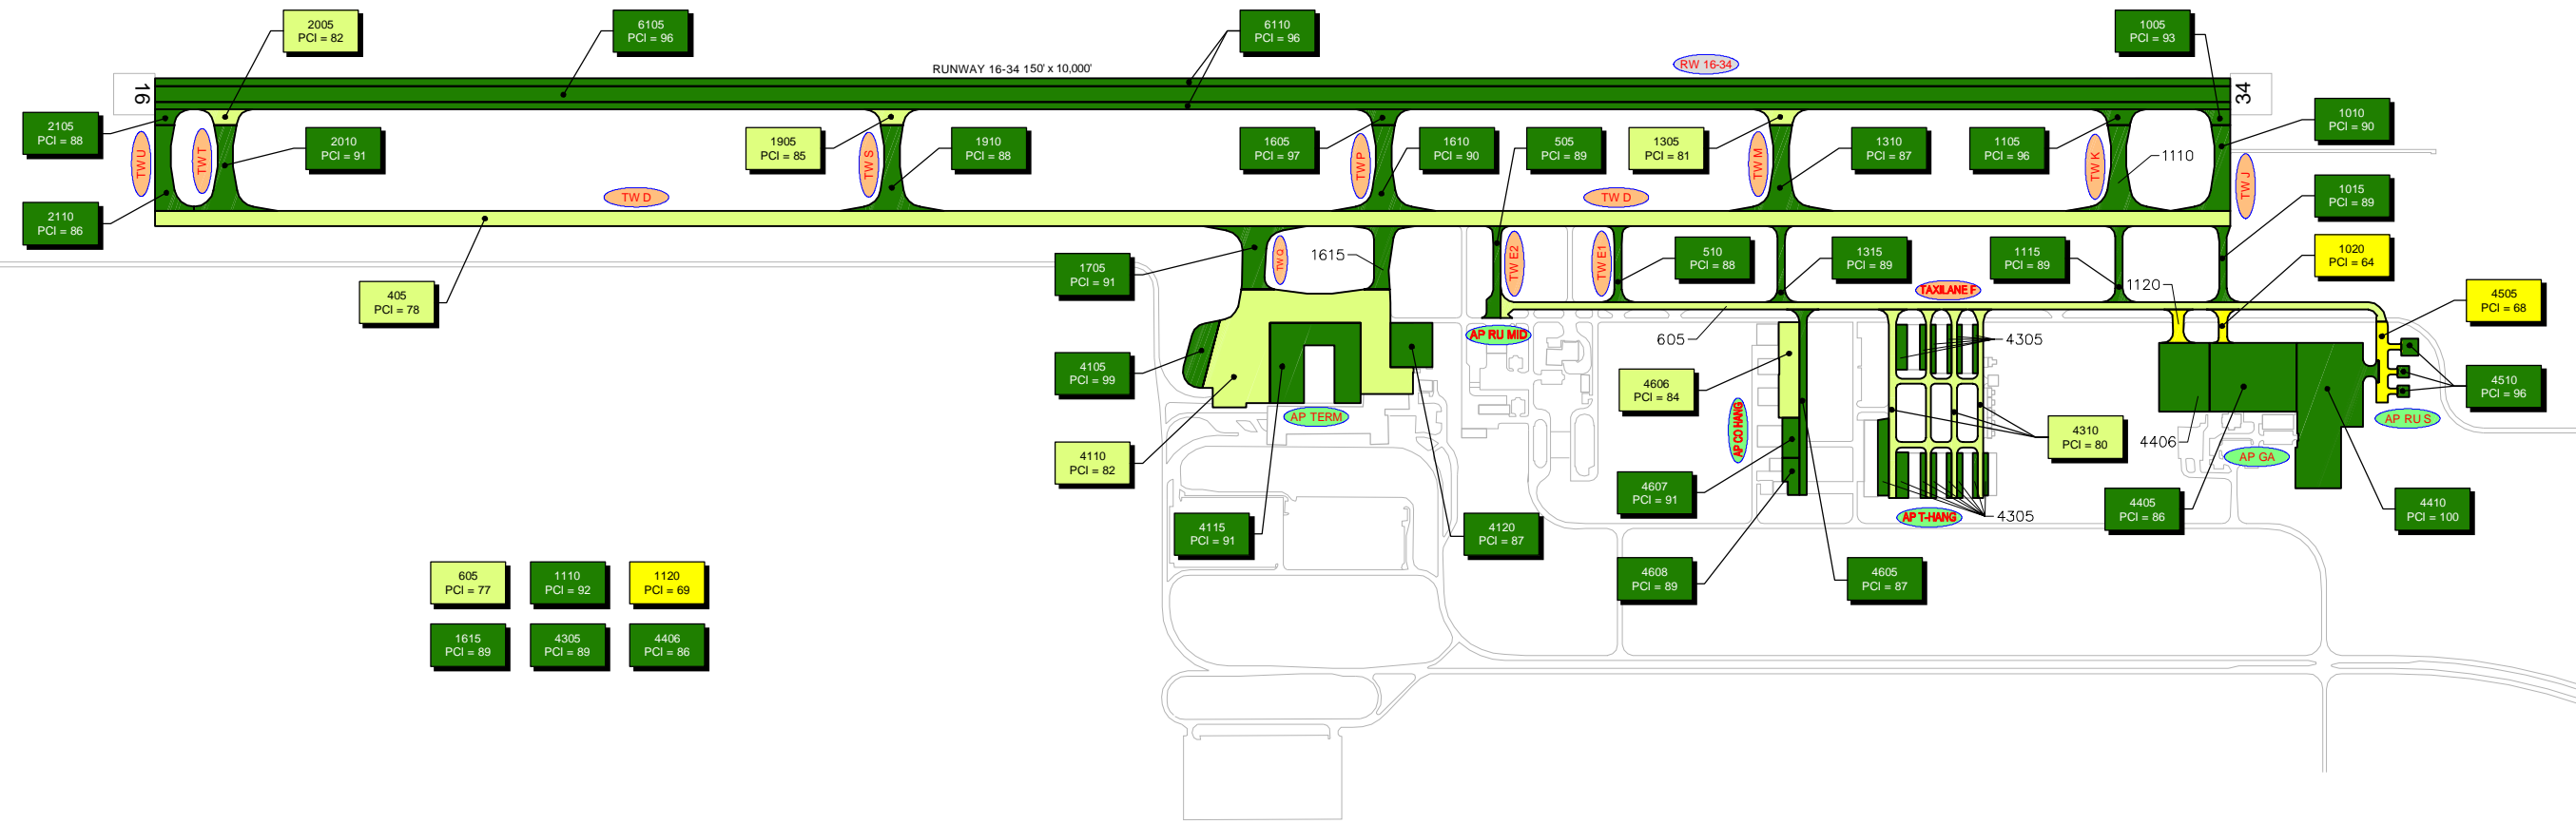 2005
PCI = 82
6105
PCI = 96
6110
PCI = 96
1005
PCI = 93
RUNWAY 16-34 150' x 10,000'
RW 16-34
16
34
2105
PCI = 88
TW U
TW T
2010
PCI = 91
1905
PCI = 85
TW S
1910
PCI = 88
1605
PCI = 97
TW P
1610
PCI = 90
505
PCI = 89
1305
PCI = 81
TW M
1310
PCI = 87
1105
PCI = 96
TW K
1110
1010
PCI = 90
TW J
2110
PCI = 86
TW D
TW D
1015
PCI = 89
405
PCI = 78
1705
PCI = 91
TW Q
1615
TW E2
TW E1
510
PCI = 88
1315
PCI = 89
TAXILANE F
1115
PCI = 89
1120
1020
PCI = 64
4505
PCI = 68
AP RU MID
605
4305
4105
PCI = 99
4606
PCI = 84
AP CO HANG
4510
PCI = 96
AP RU S
AP TERM
4110
PCI = 82
4310
PCI = 80
4406
AP GA
4607
PCI = 91
4305
AP T-HANG
4405
PCI = 86
4410
PCI = 100
4115
PCI = 91
4120
PCI = 87
4608
PCI = 89
4605
PCI = 87
605
PCI = 77
1110
PCI = 92
1120
PCI = 69
1615
PCI = 89
4305
PCI = 89
4406
PCI = 86